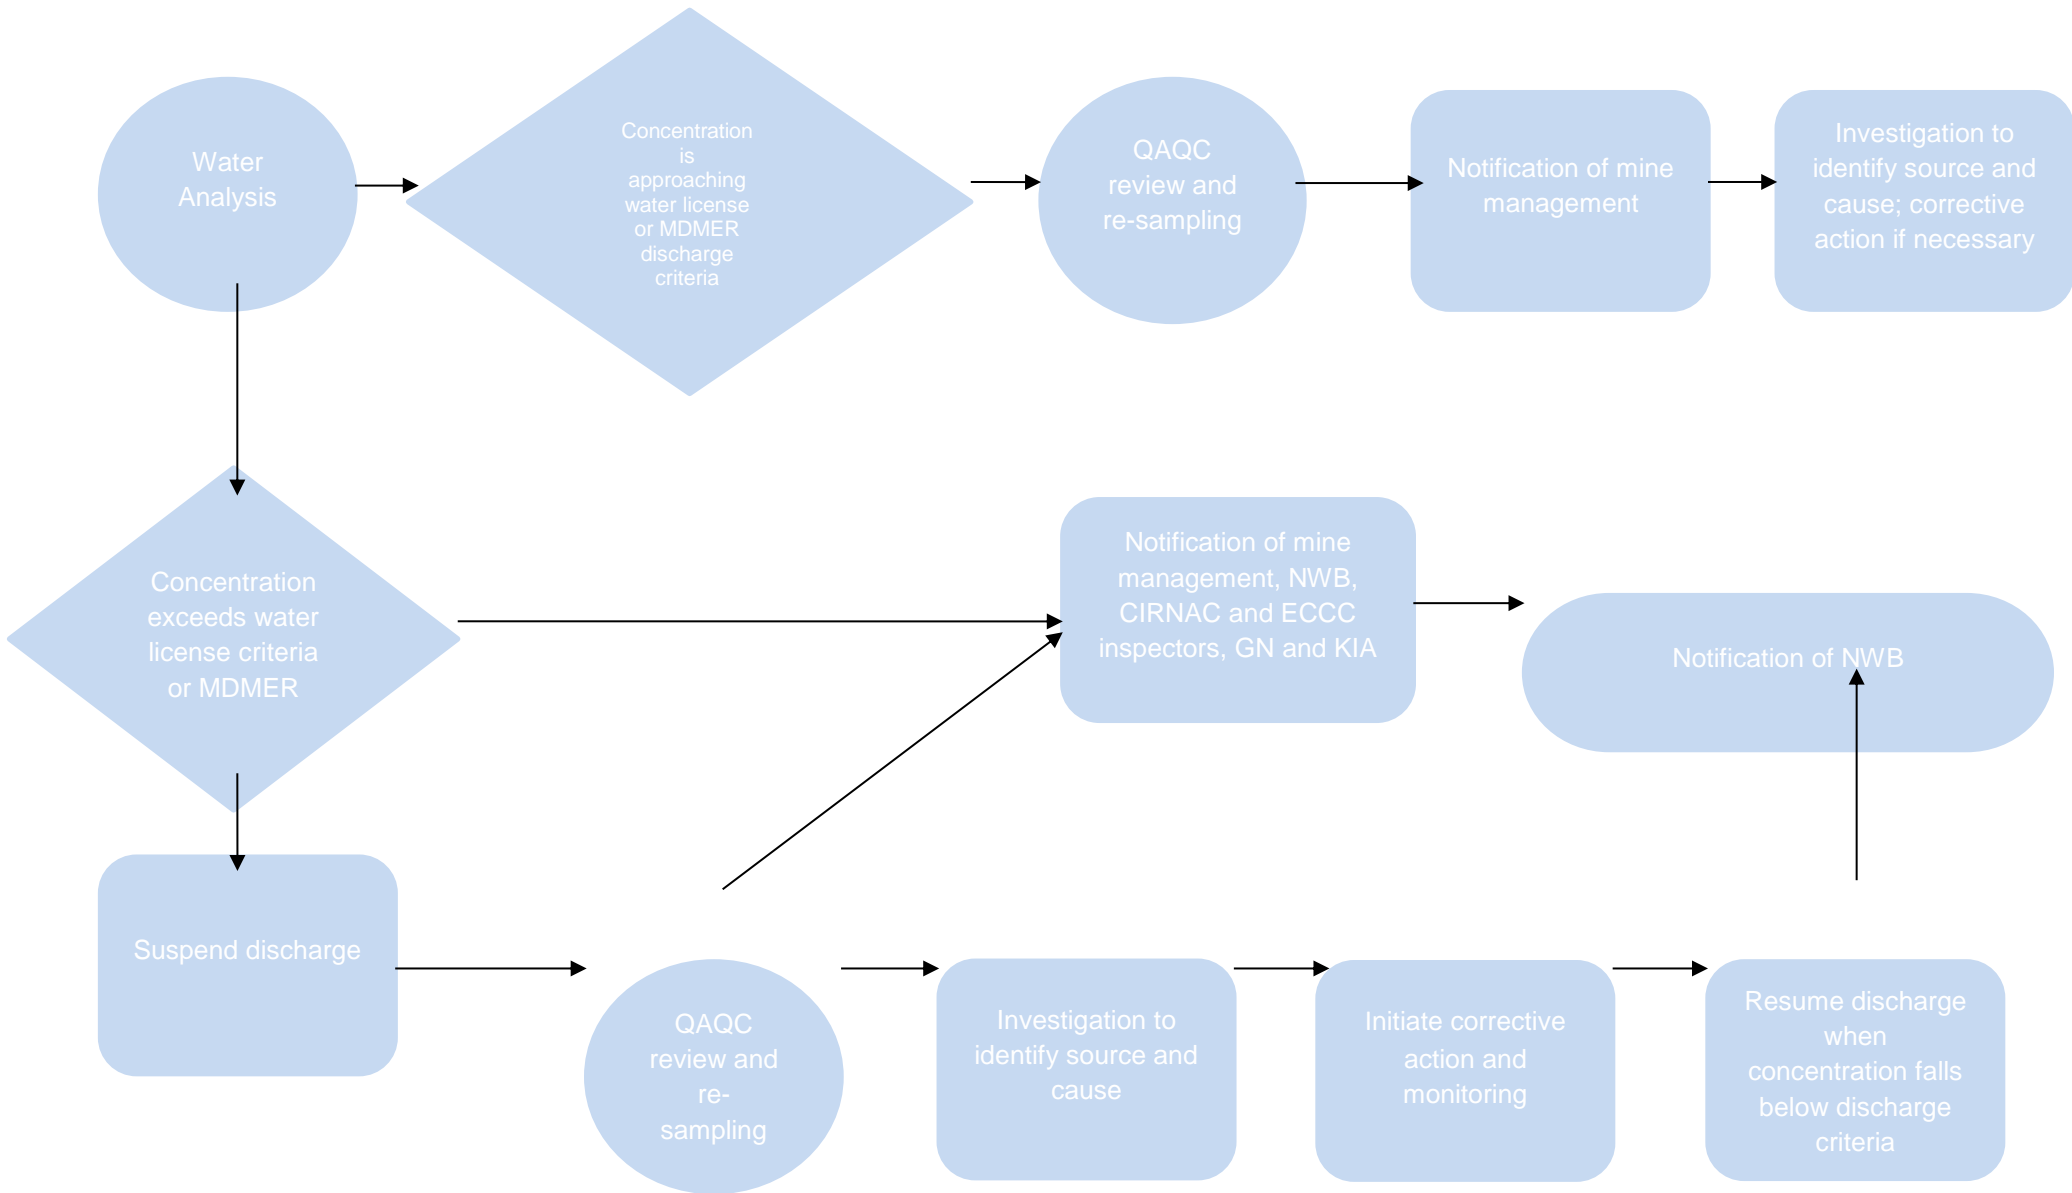 Water
Analysis
Concentration
is
approaching
water license
or MDMER
discharge
criteria
QAQC
review and
re-sampling
Notification of mine
management
Investigation to
identify source and
cause; corrective
action if necessary
Concentration
exceeds water
license criteria
or MDMER
Notification of mine
management, NWB,
CIRNAC and ECCC
inspectors, GN and KIA
Notification of NWB
Suspend discharge
QAQC
review and
re-
sampling
Investigation to
identify source and
cause
Initiate corrective
action and
monitoring
Resume discharge
when
concentration falls
below discharge
criteria